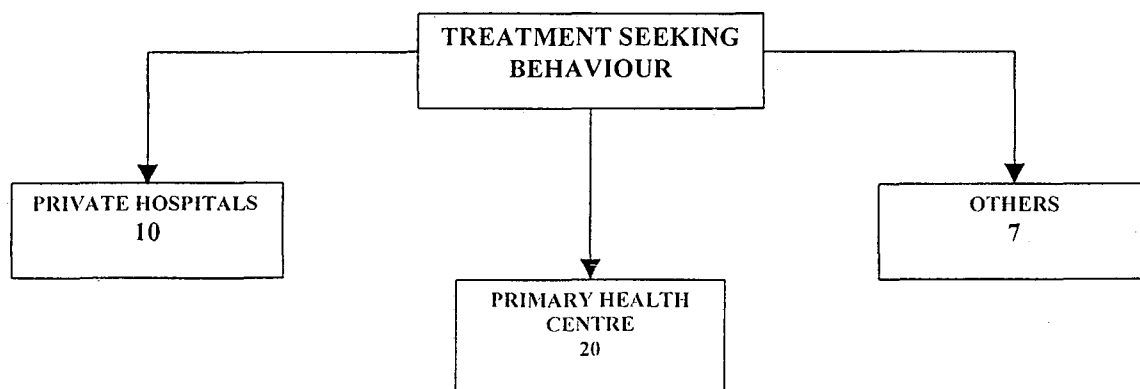 TREATMENT SEEKING
BEHAVIOUR
PRIVATE HOSPITALS
10
OTHERS
7
PRIMARY HEALTH
CENTRE
20